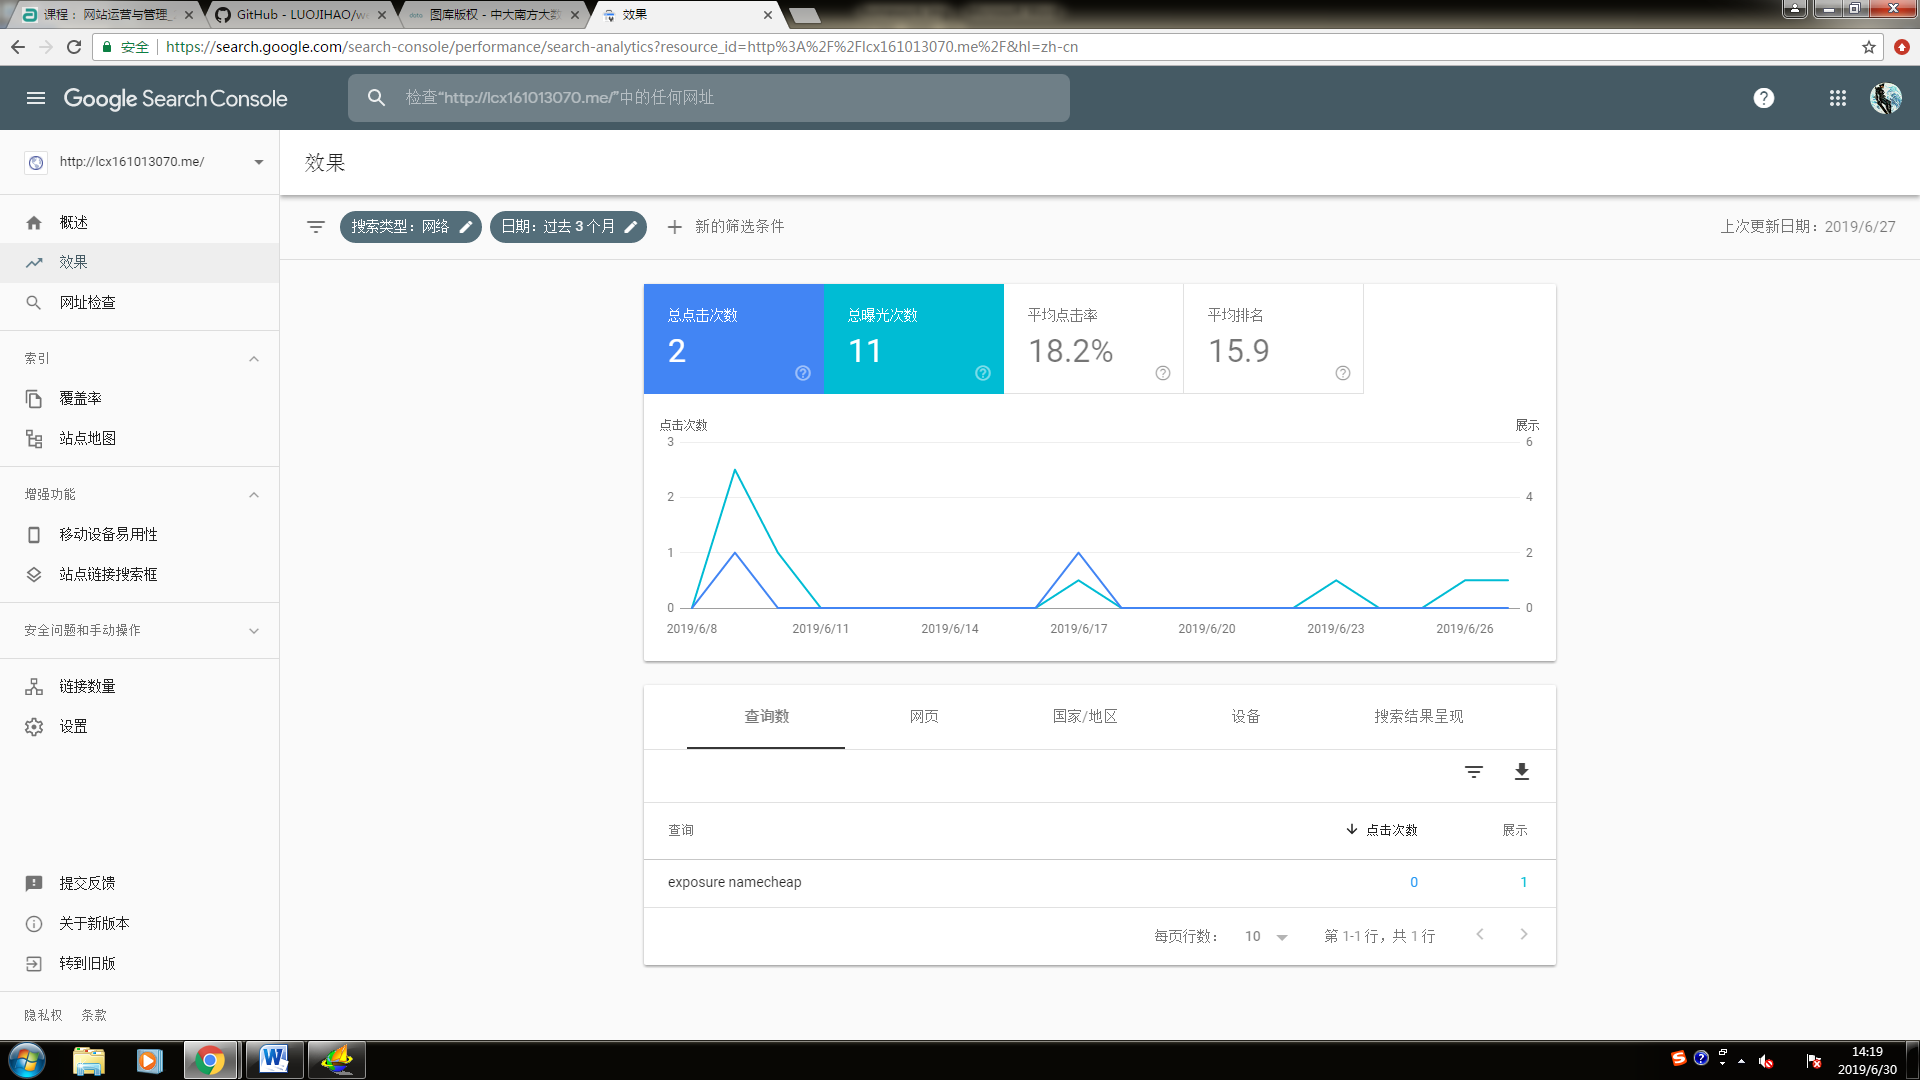 课程：网站运营与管理_
GitHub - LUOJIHAO/we
图库版权 - 中大南方大数
效果
安全
https://search.google.com/search-console/performance/search-analytics?resource_id=http%3A%2F%2Flcx161013070.me%2F&hl=zh-cn
Google Search Console
检查“http://lcx161013070.me/”中的任何网址
http://lcx161013070.me/
效果
概述
效果
网址检查
索引
覆盖率
站点地图
增强功能
移动设备易用性
站点链接搜索框
安全问题和手动操作
链接数量
设置
提交反馈
关于新版本
转到旧版
隐私权 条款
搜索类型：网络
日期：过去 3 个月
新的筛选条件
上次更新日期：2019/6/27
总点击次数
2
总曝光次数
11
平均点击率
18.2%
平均排名
15.9
点击次数 展示
3 6
2 4
1 2
0 0
2019/6/8 2019/6/11 2019/6/14 2019/6/17 2019/6/20 2019/6/23 2019/6/26
查询数 网页 国家/地区 设备 搜索结果呈现
查询 点击次数 展示
exposure namecheap 0 1
每页行数： 10 第 1-1 行，共 1 行
14:19
2019/6/30